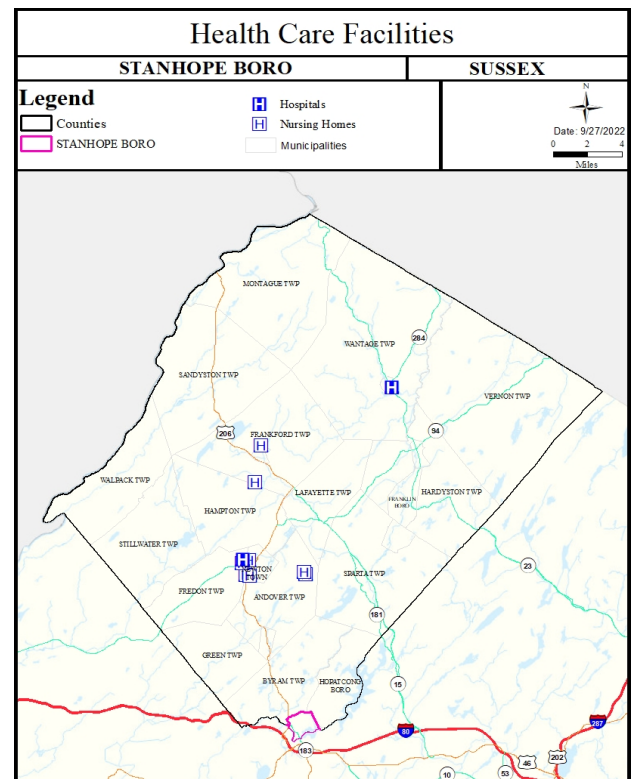 Health Care Facilities
STANHOPE BORO
SUSSEX
Legend
Counties
STANHOPE BORO
H Hospitals
H Nursing Homes
Municipalities
N
Date: 9/27/2022
0 2 4
Miles
MONTAGUE TWP
WANTAGE TWP
284
SANDYSTON TWP
H
VERNON TWP
206
FRANKFORD TWP
94
H
WALPACK TWP
H
LAFAYETTE TWP
HARDYSTON TWP
FRANKLIN
BORO
HAMPTON TWP
STILLWATER TWP
H
H
NEWTON
TOWN
H
SPARTA TWP
23
FREDON TWP
ANDOVER TWP
181
GREEN TWP
BYRAM TWP
HOPATCONG
BORO
15
287
80
183
46
202
10
53